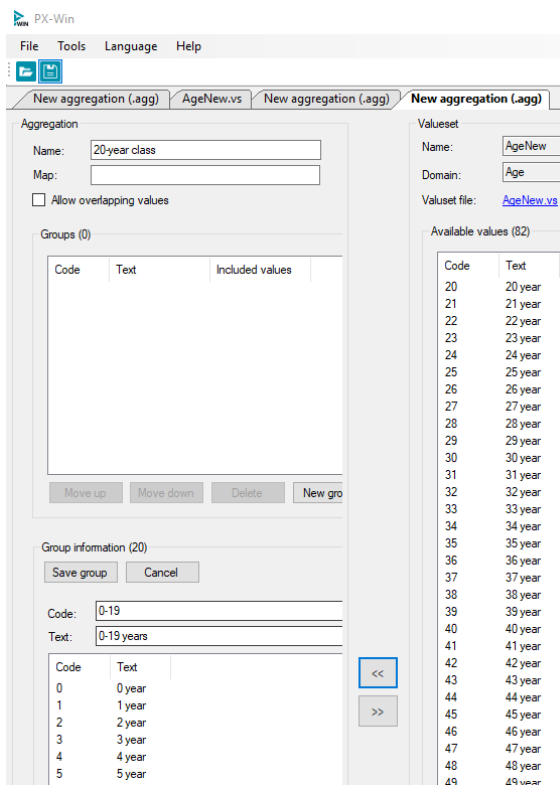 WIN PX-Win
File Tools Language Help
New aggregation (.agg) AgeNew.vs New aggregation (.agg) New aggregation (.agg)
Aggregation
Name: 20-year class
Map:
Allow overlapping values
Groups (0)
Code Text Included values
Move up Move down Delete New gro
Group information (20)
Save group Cancel
Code: 0-19
Text: 0-19 years
Code Text
0 0 year
1 1 year
2 2 year
3 3 year
4 4 year
5 5 year
<<
>>
Valueset
Name: AgeNew
Domain: Age
Valuset file: AgeNew.vs
Available values (82)
Code Text
20 20 year
21 21 year
22 22 year
23 23 year
24 24 year
25 25 year
26 26 year
27 27 year
28 28 year
29 29 year
30 30 year
31 31 year
32 32 year
33 33 year
34 34 year
35 35 year
36 36 year
37 37 year
38 38 year
39 39 year
40 40 year
41 41 year
42 42 year
43 43 year
44 44 year
45 45 year
46 46 year
47 47 year
48 48 year
49 49 year